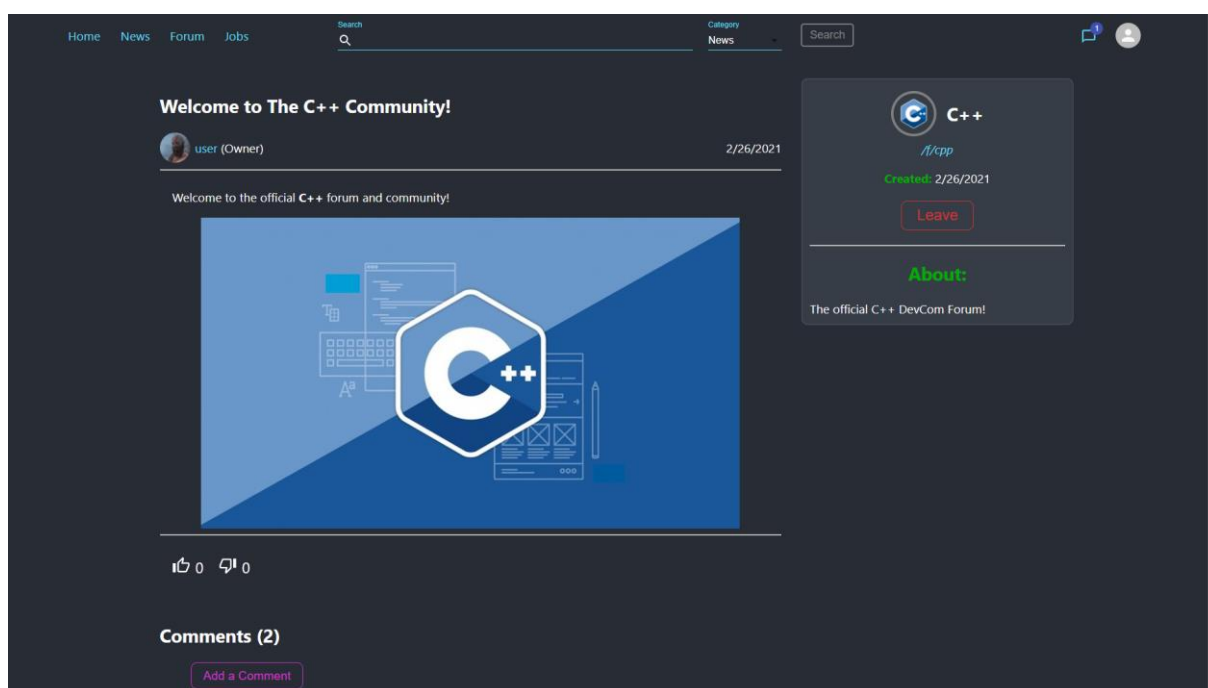 Home News Forum Jobs
Search
Category
News
Search
1
Welcome to The C++ Community!
user (Owner)
2/26/2021
Welcome to the official C++ forum and community!
C++
Aa
C++
C++
/f/cpp
Created: 2/26/2021
Leave
About:
The official C++ DevCom Forum!
0 0
Comments (2)
Add a Comment